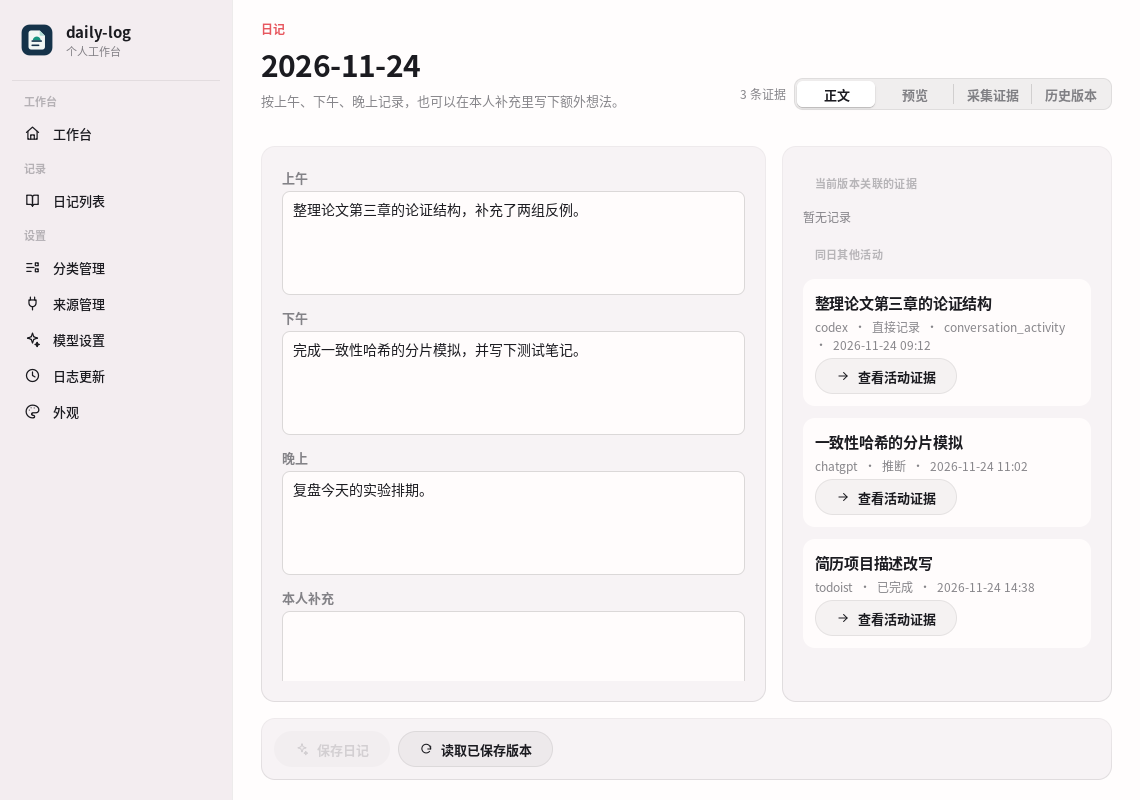 daily-log
个人工作台
工作台
工作台
记录
日记列表
设置
分类管理
来源管理
模型设置
日志更新
外观
日记
2026-11-24
按上午、下午、晚上记录，也可以在本人补充里写下额外想法。
3 条证据
正文
预览
采集证据
历史版本
上午
整理论文第三章的论证结构，补充了两组反例。
下午
完成一致性哈希的分片模拟，并写下测试笔记。
晚上
复盘今天的实验排期。
本人补充
当前版本关联的证据
暂无记录
同日其他活动
整理论文第三章的论证结构
codex · 直接记录 · conversation_activity
· 2026-11-24 09:12
查看活动证据
一致性哈希的分片模拟
chatgpt · 推断 · 2026-11-24 11:02
查看活动证据
简历项目描述改写
todoist · 已完成 · 2026-11-24 14:38
查看活动证据
保存日记
读取已保存版本